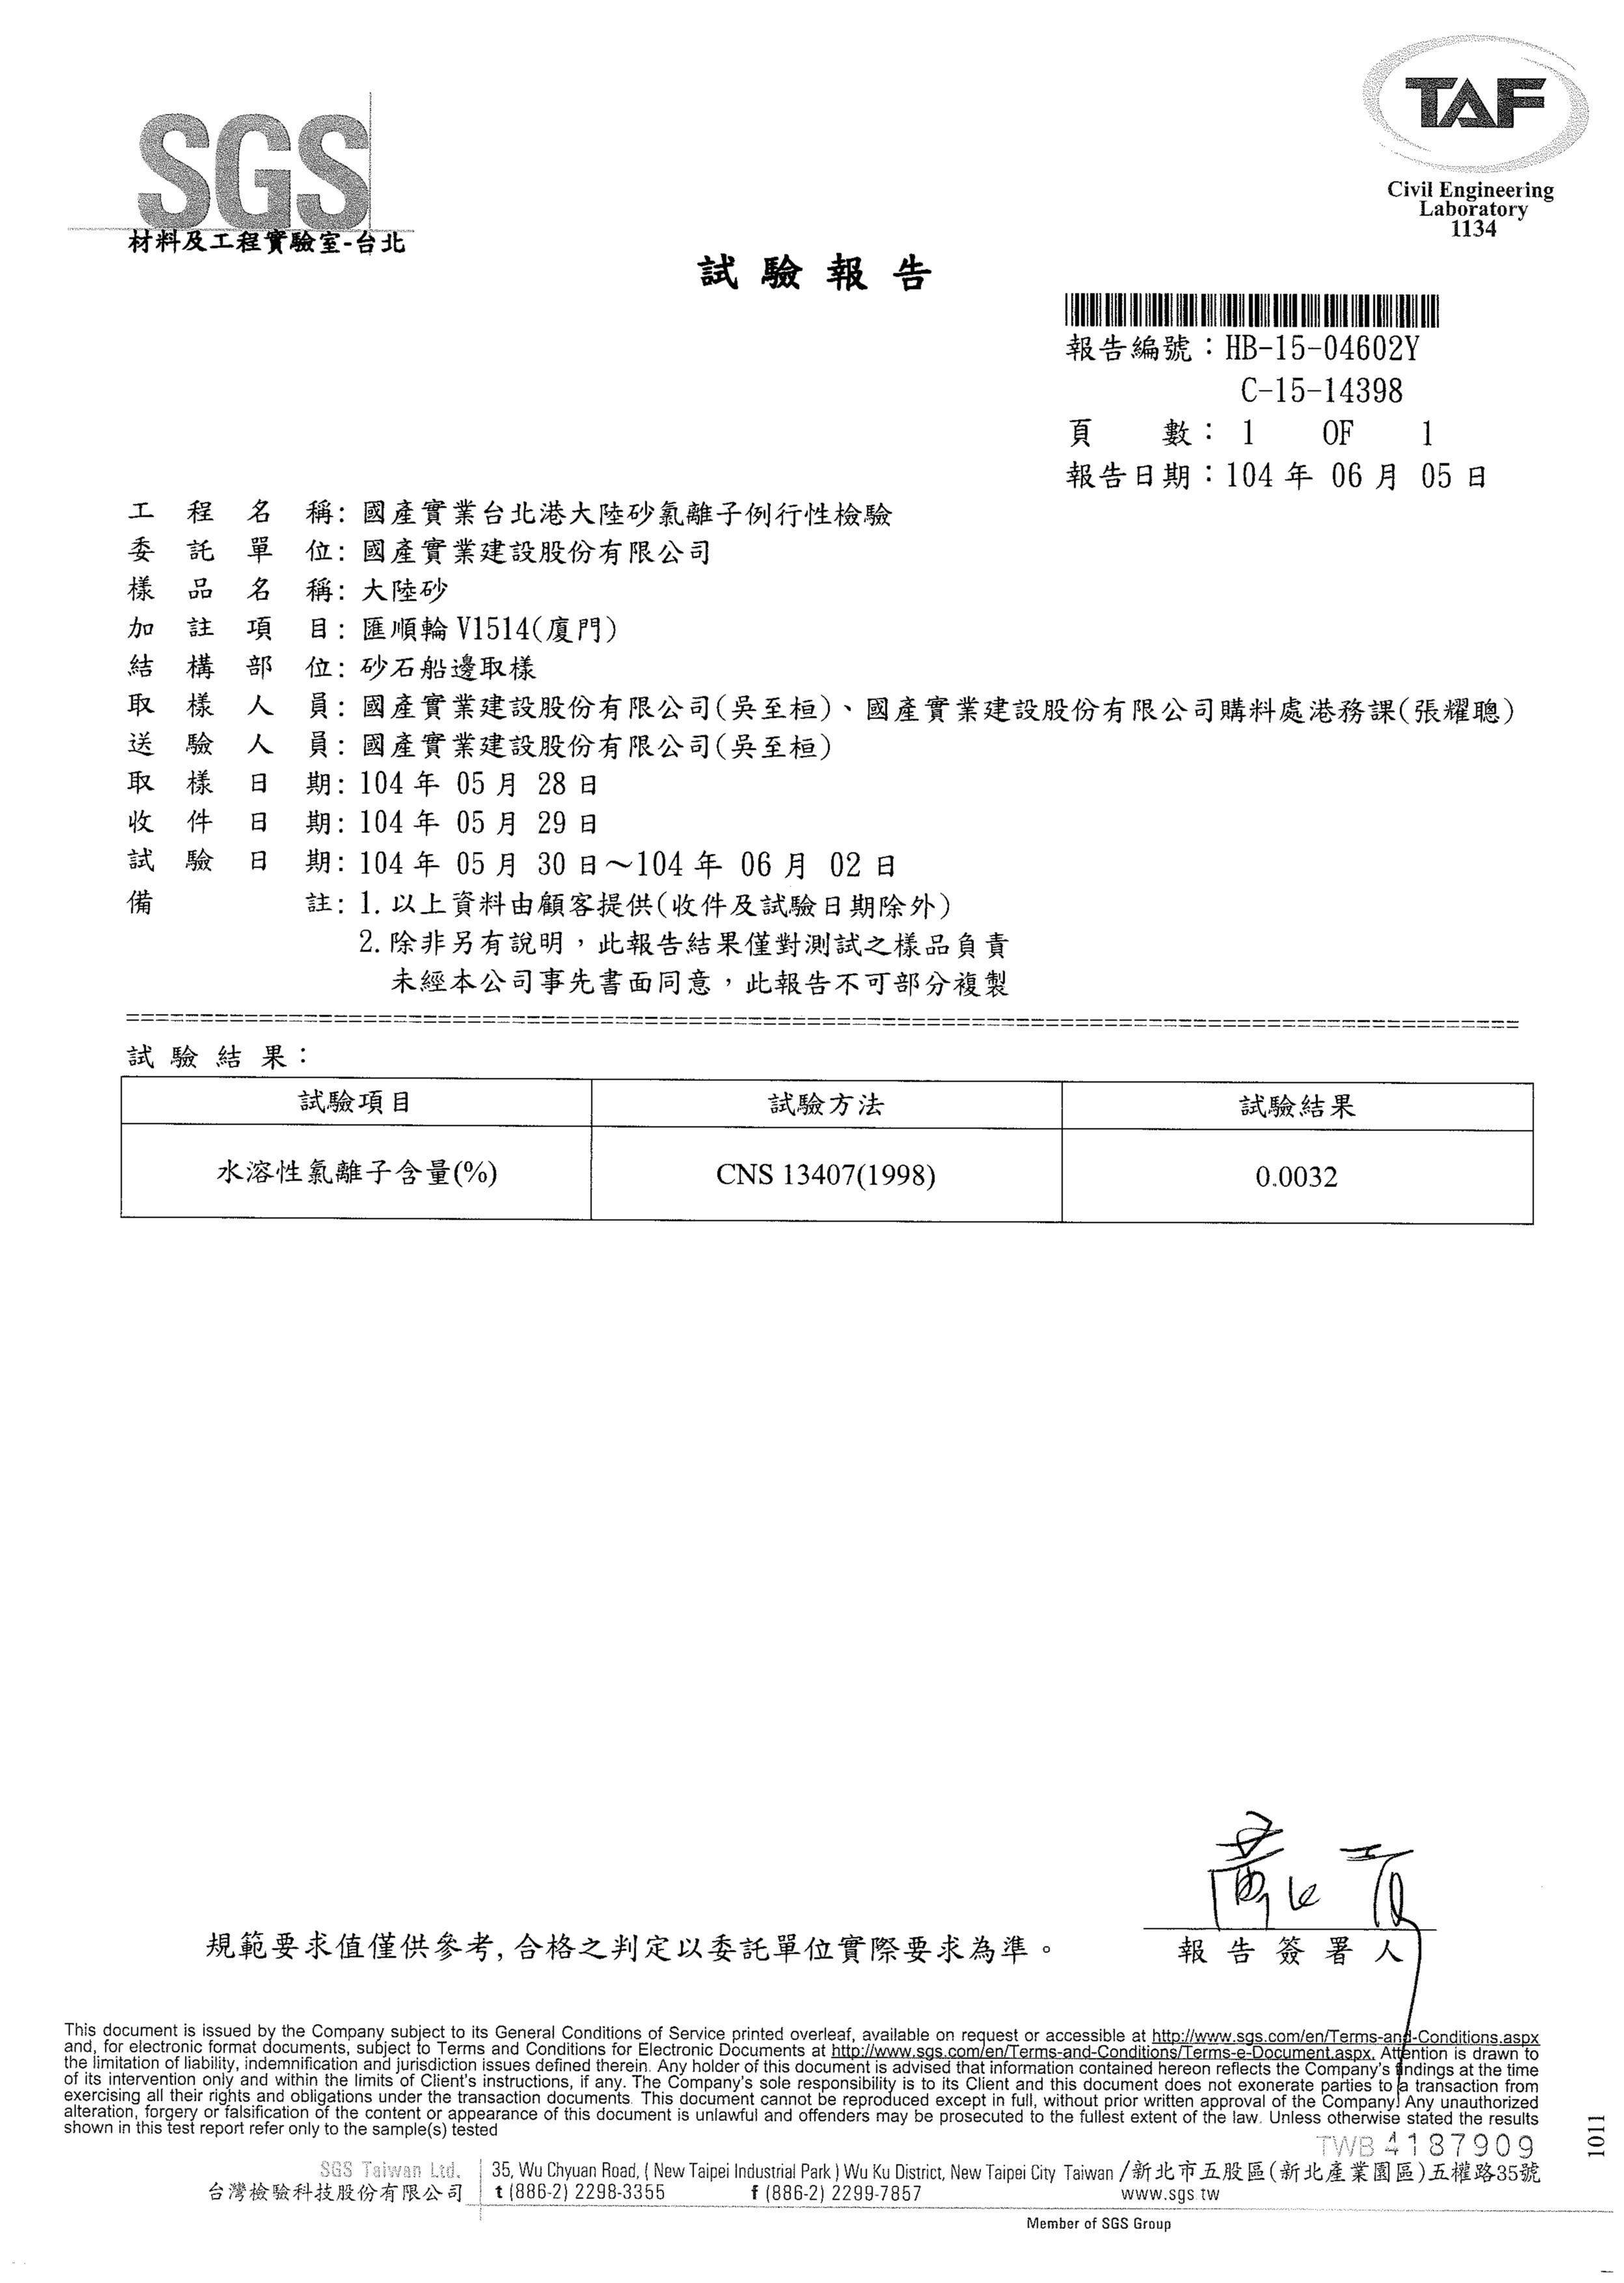 SGS
材料及工程實驗室-台北
TAF
Civil Engineering
Laboratory
1134
試驗報告
報告編號：HB-15-04602Y
C-15-14398
頁 數：1 OF 1
報告日期：104 年 06 月 05 日
工程名稱: 國產實業台北港大陸砂氯離子例行性檢驗
委託單位: 國產實業建設股份有限公司
樣品名稱: 大陸砂
加註項目: 匯順輪 V1514(廈門)
結構部位: 砂石船邊取樣
取樣人員: 國產實業建設股份有限公司(吳至桓)、國產實業建設股份有限公司購料處港務課(張耀聰)
送驗人員: 國產實業建設股份有限公司(吳至桓)
取樣日期: 104 年 05 月 28 日
收件日期: 104 年 05 月 29 日
試驗日期: 104 年 05 月 30 日～104 年 06 月 02 日
備註: 1. 以上資料由顧客提供(收件及試驗日期除外)
2. 除非另有說明，此報告結果僅對測試之樣品負責
未經本公司事先書面同意，此報告不可部分複製
試驗結果：
試驗項目 試驗方法 試驗結果
水溶性氯離子含量(%) CNS 13407(1998) 0.0032
規範要求值僅供參考,合格之判定以委託單位實際要求為準。
報告簽署人
This document is issued by the Company subject to its General Conditions of Service printed overleaf, available on request or accessible at http://www.sgs.com/en/Terms-and-Conditions.aspx
and, for electronic format documents, subject to Terms and Conditions for Electronic Documents at http://www.sgs.com/en/Terms-and-Conditions/Terms-e-Document.aspx. Attention is drawn to
the limitation of liability, indemnification and jurisdiction issues defined therein. Any holder of this document is advised that information contained hereon reflects the Company's findings at the time
of its intervention only and within the limits of Client's instructions, if any. The Company's sole responsibility is to its Client and this document does not exonerate parties to a transaction from
exercising all their rights and obligations under the transaction documents. This document cannot be reproduced except in full, without prior written approval of the Company. Any unauthorized
alteration, forgery or falsification of the content or appearance of this document is unlawful and offenders may be prosecuted to the fullest extent of the law. Unless otherwise stated the results
shown in this test report refer only to the sample(s) tested
TWB 4187909
1011
SGS Taiwan Ltd. 35, Wu Chyuan Road, ( New Taipei Industrial Park ) Wu Ku District, New Taipei City Taiwan /新北市五股區(新北產業園區)五權路35號
台灣檢驗科技股份有限公司 t (886-2) 2298-3355 f (886-2) 2299-7857 www.sgs.tw
Member of SGS Group